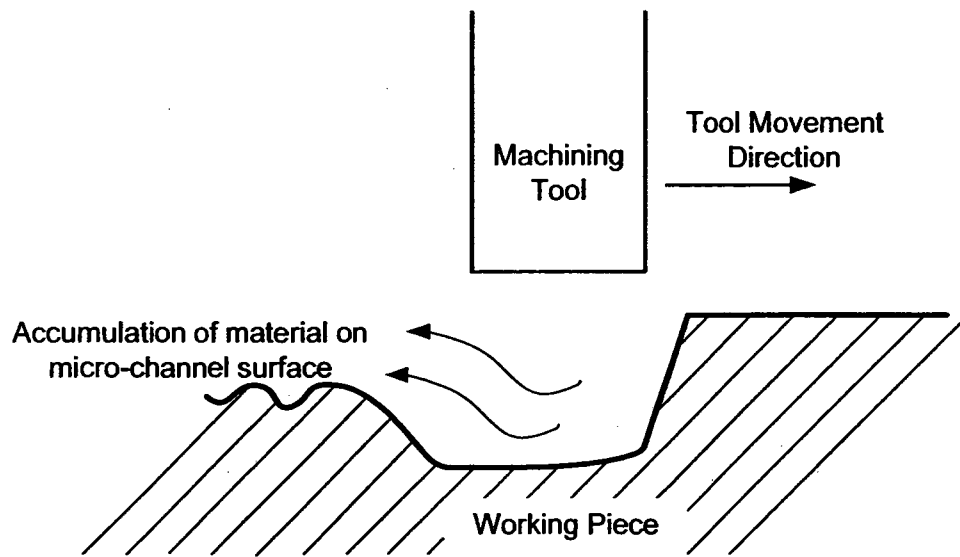 Machining
Tool
Tool Movement
Direction
Accumulation of material on
micro-channel surface
Working Piece